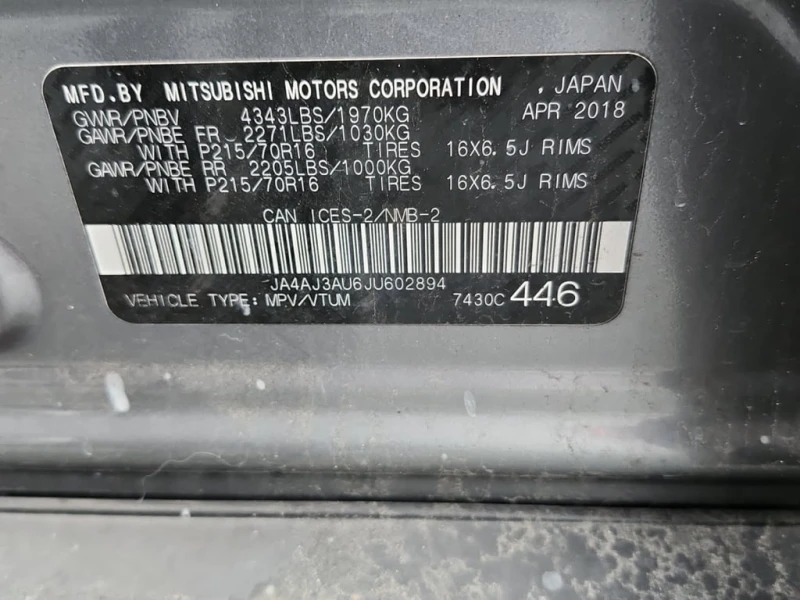 MFD.BY MITSUBISHI MOTORS CORPORATION , JAPAN
GVWR/PNBV 4343LBS/1970KG APR 2018
GAWR/PNBE FR 2271LBS/1030KG
WITH P215/70R16 TIRES 16X6.5J RIMS
GAWR/PNBE RR 2205LBS/1000KG
WITH P215/70R16 TIRES 16X6.5J RIMS
CAN ICES-2/NMB-2
JA4AJ3AU6JU602894
VEHICLE TYPE:MPV/VTUM 7430C 446